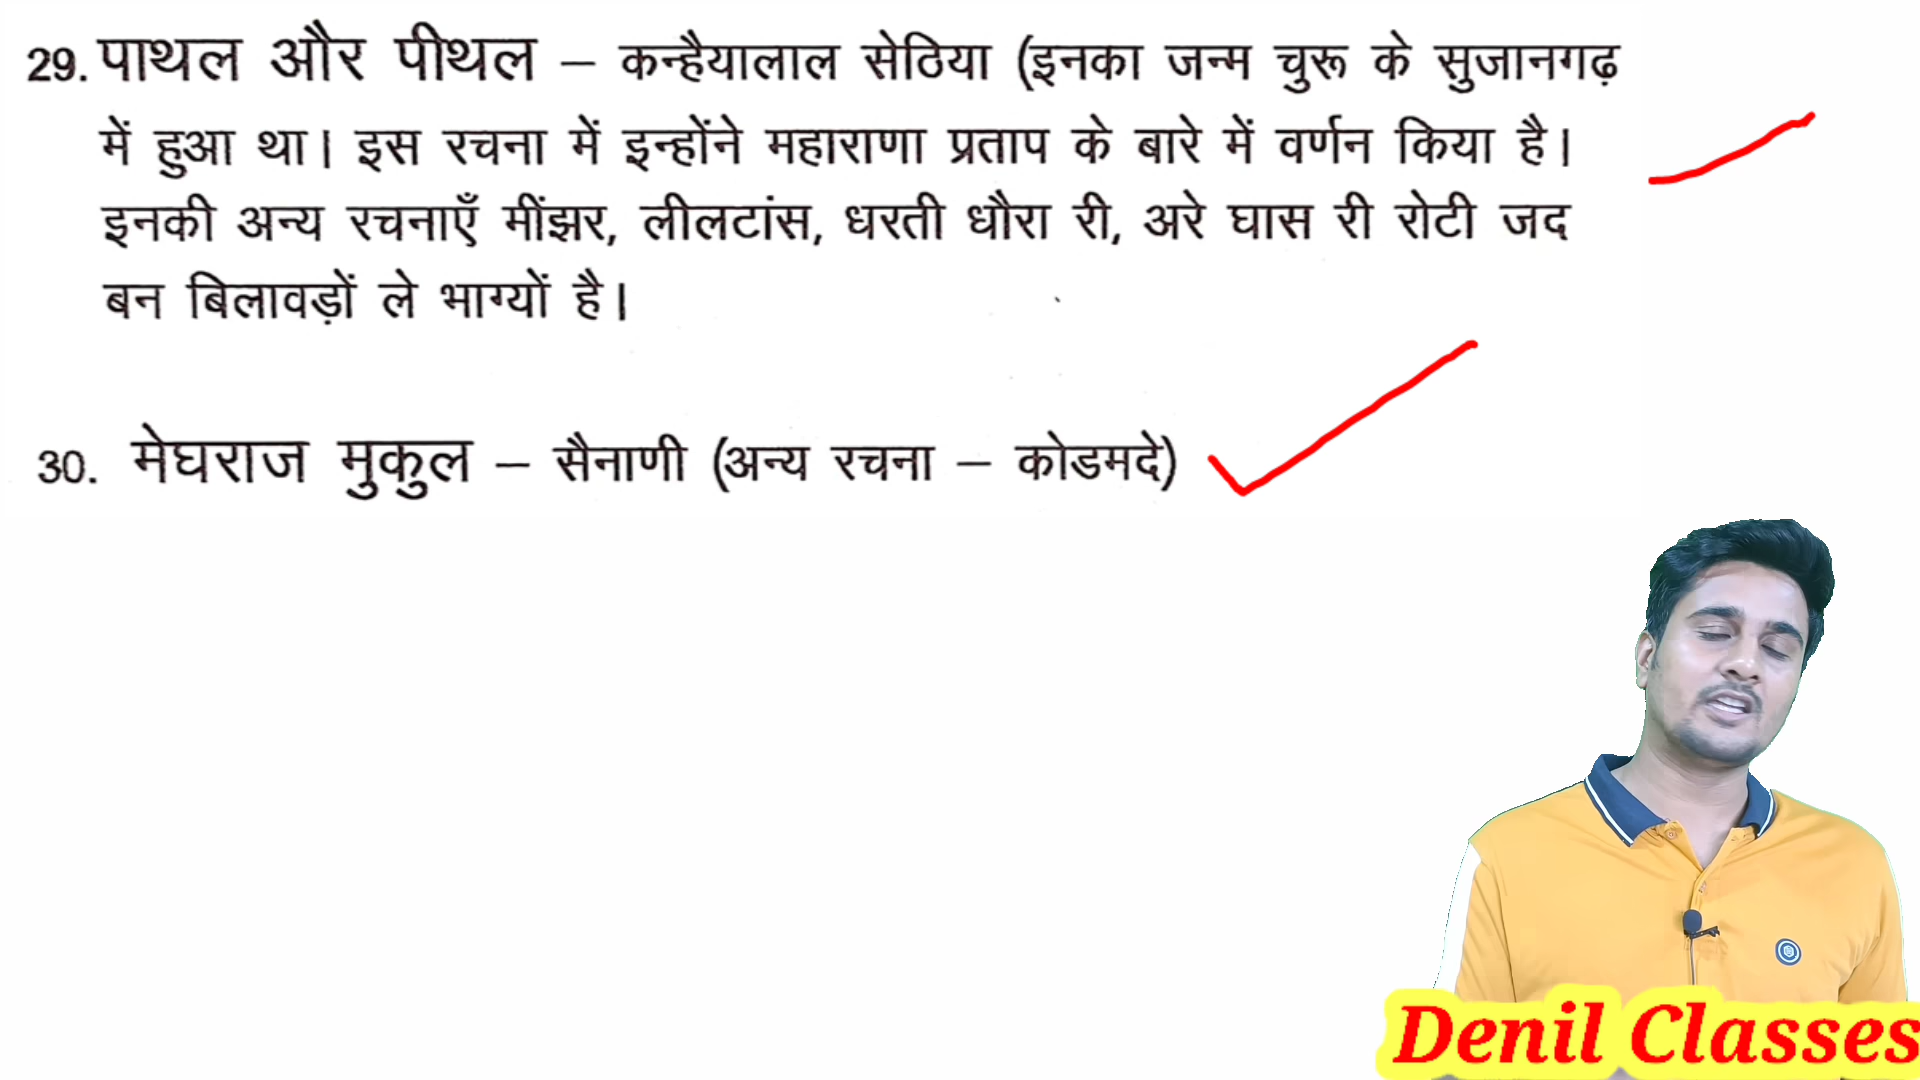 29. पाथल और पीथल – कन्हैयालाल सेठिया (इनका जन्म चुरू के सुजानगढ़
में हुआ था। इस रचना में इन्होंने महाराणा प्रताप के बारे में वर्णन किया है।
इनकी अन्य रचनाएँ मींझर, लीलटांस, धरती धौरा री, अरे घास री रोटी जद
बन बिलावड़ों ले भाग्यों है।
30. मेघराज मुकुल – सैनाणी (अन्य रचना – कोडमदे)
Denil Classes